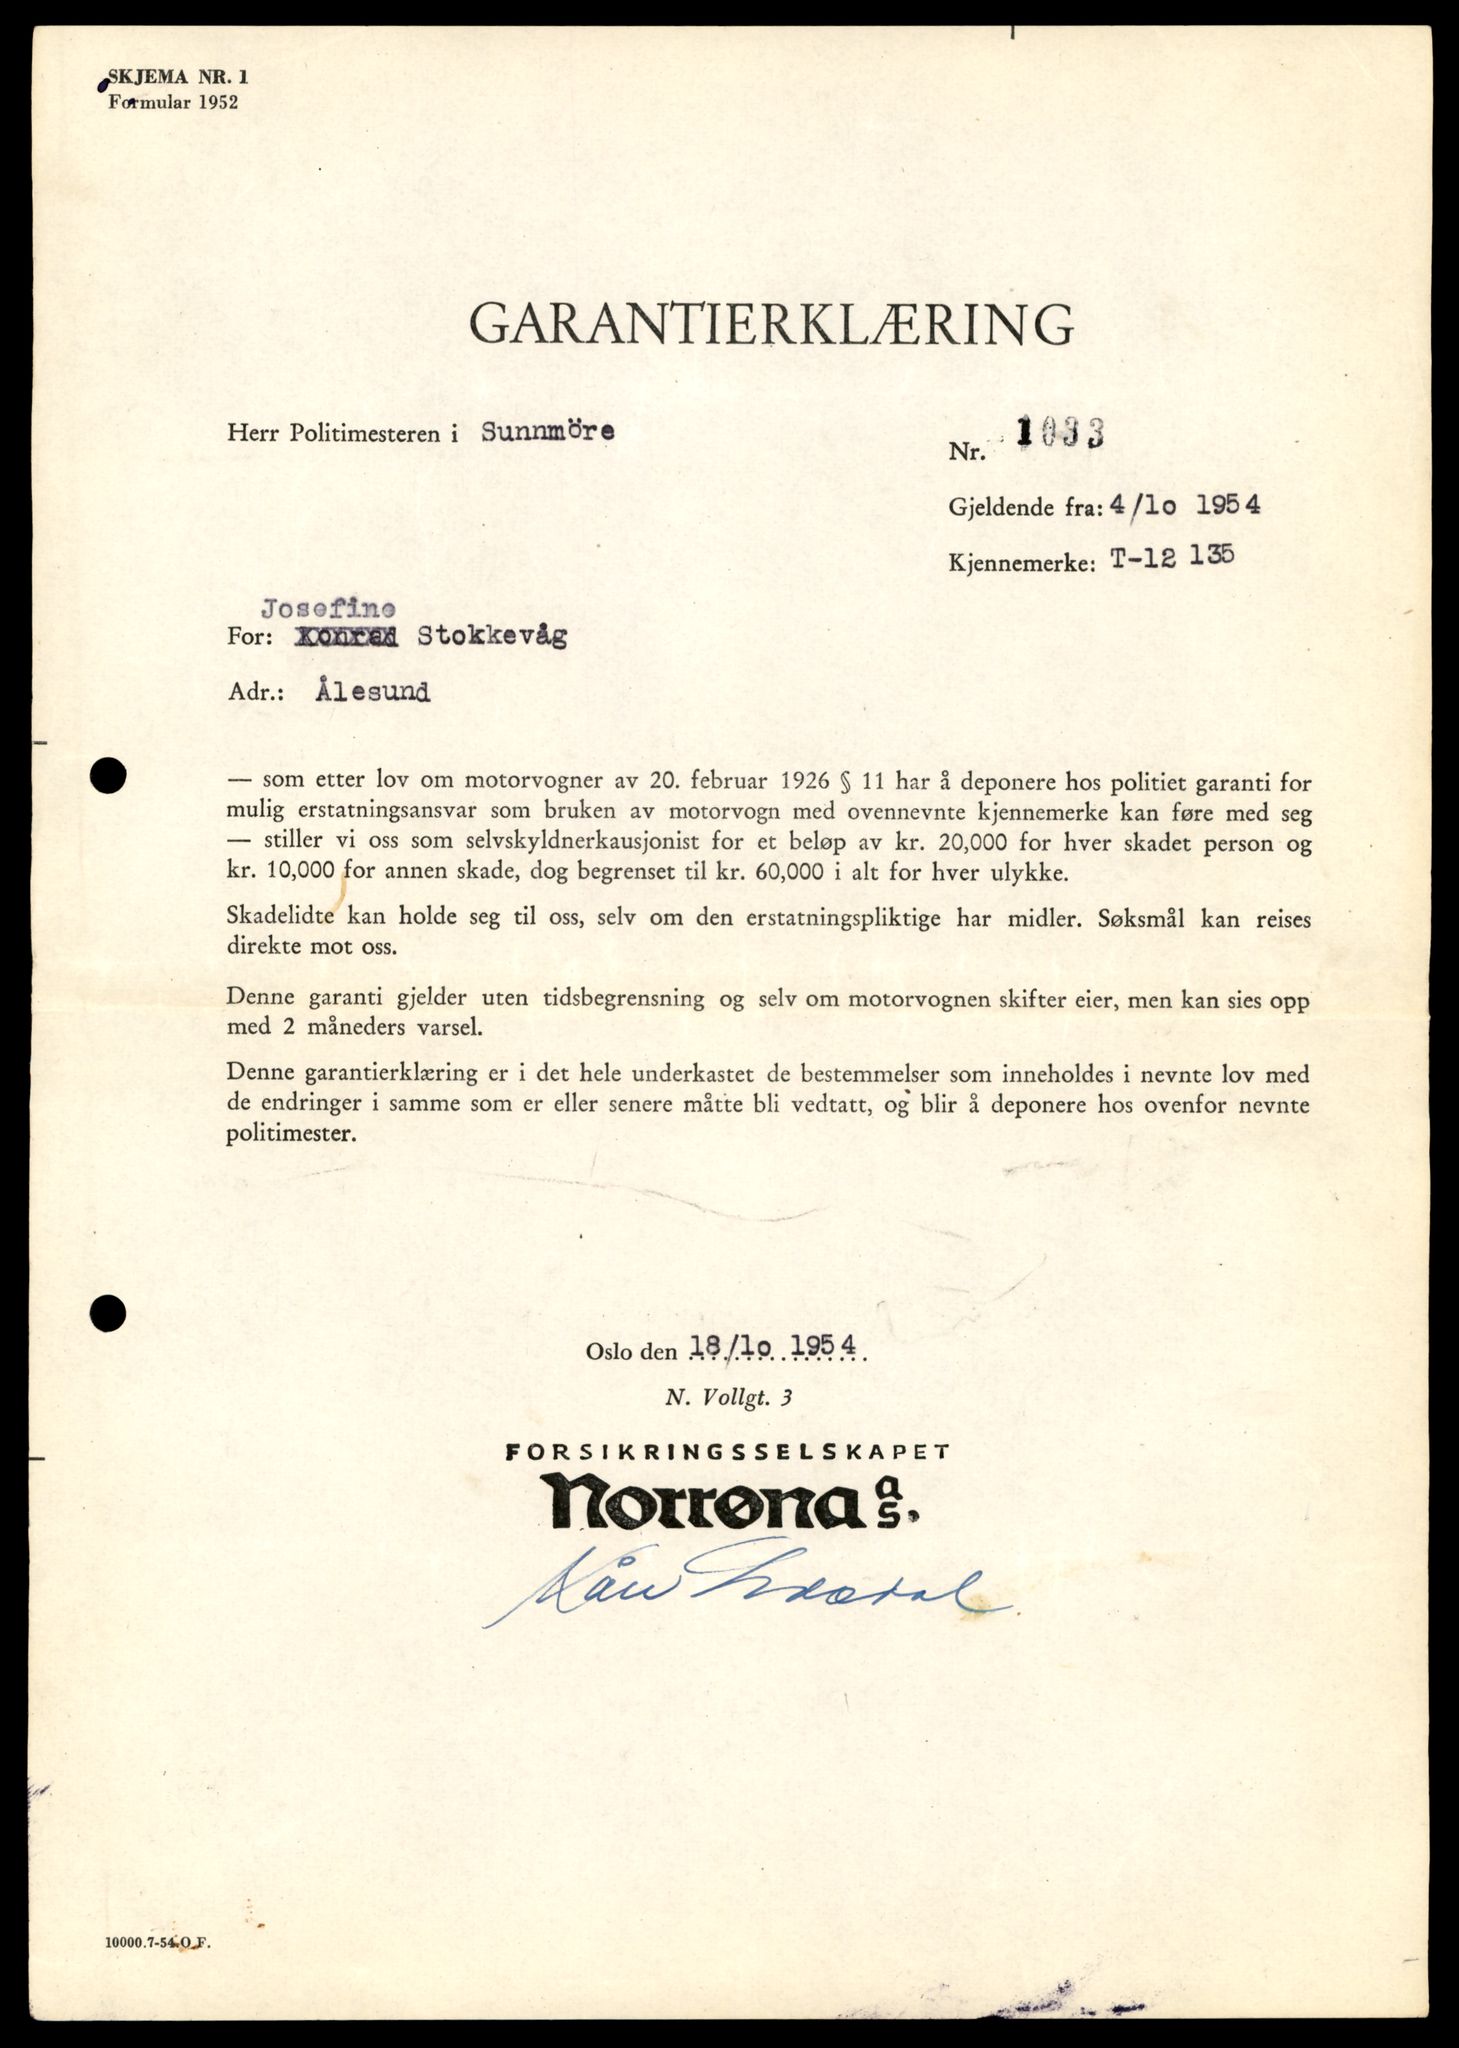 SKJEMA NR. 1
Formular 1952
GARANTIERKLÆRING
Herr Politimesteren i Sunnmöre
Nr. 1033
Gjeldende fra: 4/10 1954
Kjennemerke: T-12 135
Josefine
For: Konrad Stokkevåg
Adr.: Ålesund
— som etter lov om motorvogner av 20. februar 1926 § 11 har å deponere hos politiet garanti for
mulig erstatningsansvar som bruken av motorvogn med ovennevnte kjennemerke kan føre med seg
— stiller vi oss som selvskyldnerkausjonist for et beløp av kr. 20,000 for hver skadet person og
kr. 10,000 for annen skade, dog begrenset til kr. 60,000 i alt for hver ulykke.
Skadelidte kan holde seg til oss, selv om den erstatningspliktige har midler. Søksmål kan reises
direkte mot oss.
Denne garanti gjelder uten tidsbegrensning og selv om motorvognen skifter eier, men kan sies opp
med 2 måneders varsel.
Denne garantierklæring er i det hele underkastet de bestemmelser som inneholdes i nevnte lov med
de endringer i samme som er eller senere måtte bli vedtatt, og blir å deponere hos ovenfor nevnte
politimester.
Oslo den 18/10 1954
N. Vollgt. 3
FORSIKRINGSSELSKAPET
Norrøna as.
10000.7-54.O.F.